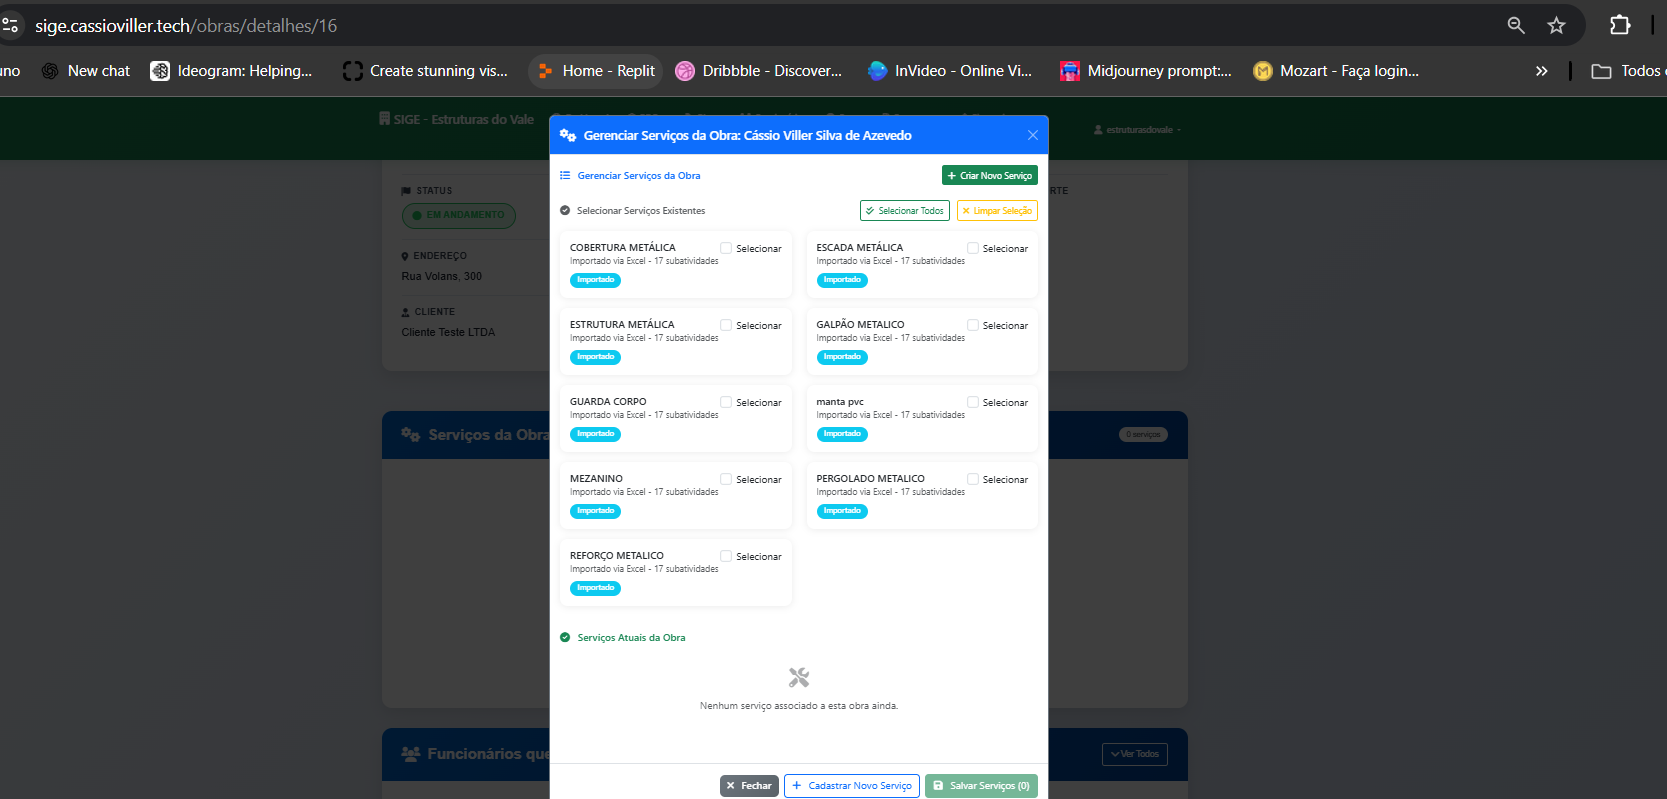 sige.cassioviller.tech/obras/detalhes/16
uno New chat Ideogram: Helping... Create stunning vis... Home - Replit Dribbble - Discover... InVideo - Online Vi... Midjourney prompt:... Mozart - Faça login... » Todos
SIGE - Estruturas do Vale
estruturasdovale
Gerenciar Serviços da Obra: Cássio Viller Silva de Azevedo
Gerenciar Serviços da Obra
+ Criar Novo Serviço
Selecionar Serviços Existentes
Selecionar Todos
Limpar Seleção
COBERTURA METÁLICA Selecionar
Importado via Excel - 17 subatividades
Importado
ESCADA METÁLICA Selecionar
Importado via Excel - 17 subatividades
Importado
ESTRUTURA METÁLICA Selecionar
Importado via Excel - 17 subatividades
Importado
GALPÃO METALICO Selecionar
Importado via Excel - 17 subatividades
Importado
GUARDA CORPO Selecionar
Importado via Excel - 17 subatividades
Importado
manta pvc Selecionar
Importado via Excel - 17 subatividades
Importado
MEZANINO Selecionar
Importado via Excel - 17 subatividades
Importado
PERGOLADO METALICO Selecionar
Importado via Excel - 17 subatividades
Importado
REFORÇO METALICO Selecionar
Importado via Excel - 17 subatividades
Importado
Serviços Atuais da Obra
Nenhum serviço associado a esta obra ainda.
Fechar
+ Cadastrar Novo Serviço
Salvar Serviços (0)
STATUS
EM ANDAMENTO
RTE
ENDEREÇO
Rua Volans, 300
CLIENTE
Cliente Teste LTDA
Serviços da Obra
0 serviços
Funcionários que
Ver Todos